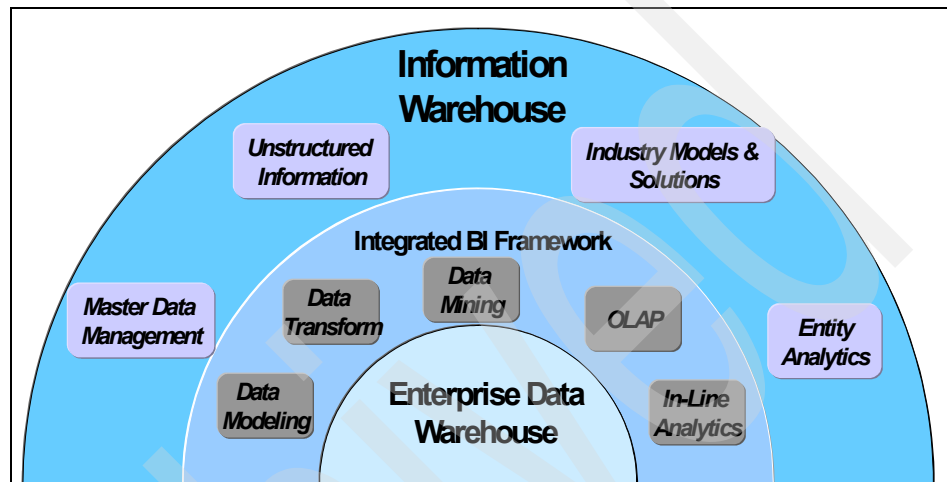 Information
Warehouse
Unstructured
Information
Industry Models &
Solutions
Integrated BI Framework
Master Data
Management
Data
Transform
Data
Mining
OLAP
Entity
Analytics
Data
Modeling
Enterprise Data
Warehouse
In-Line
Analytics